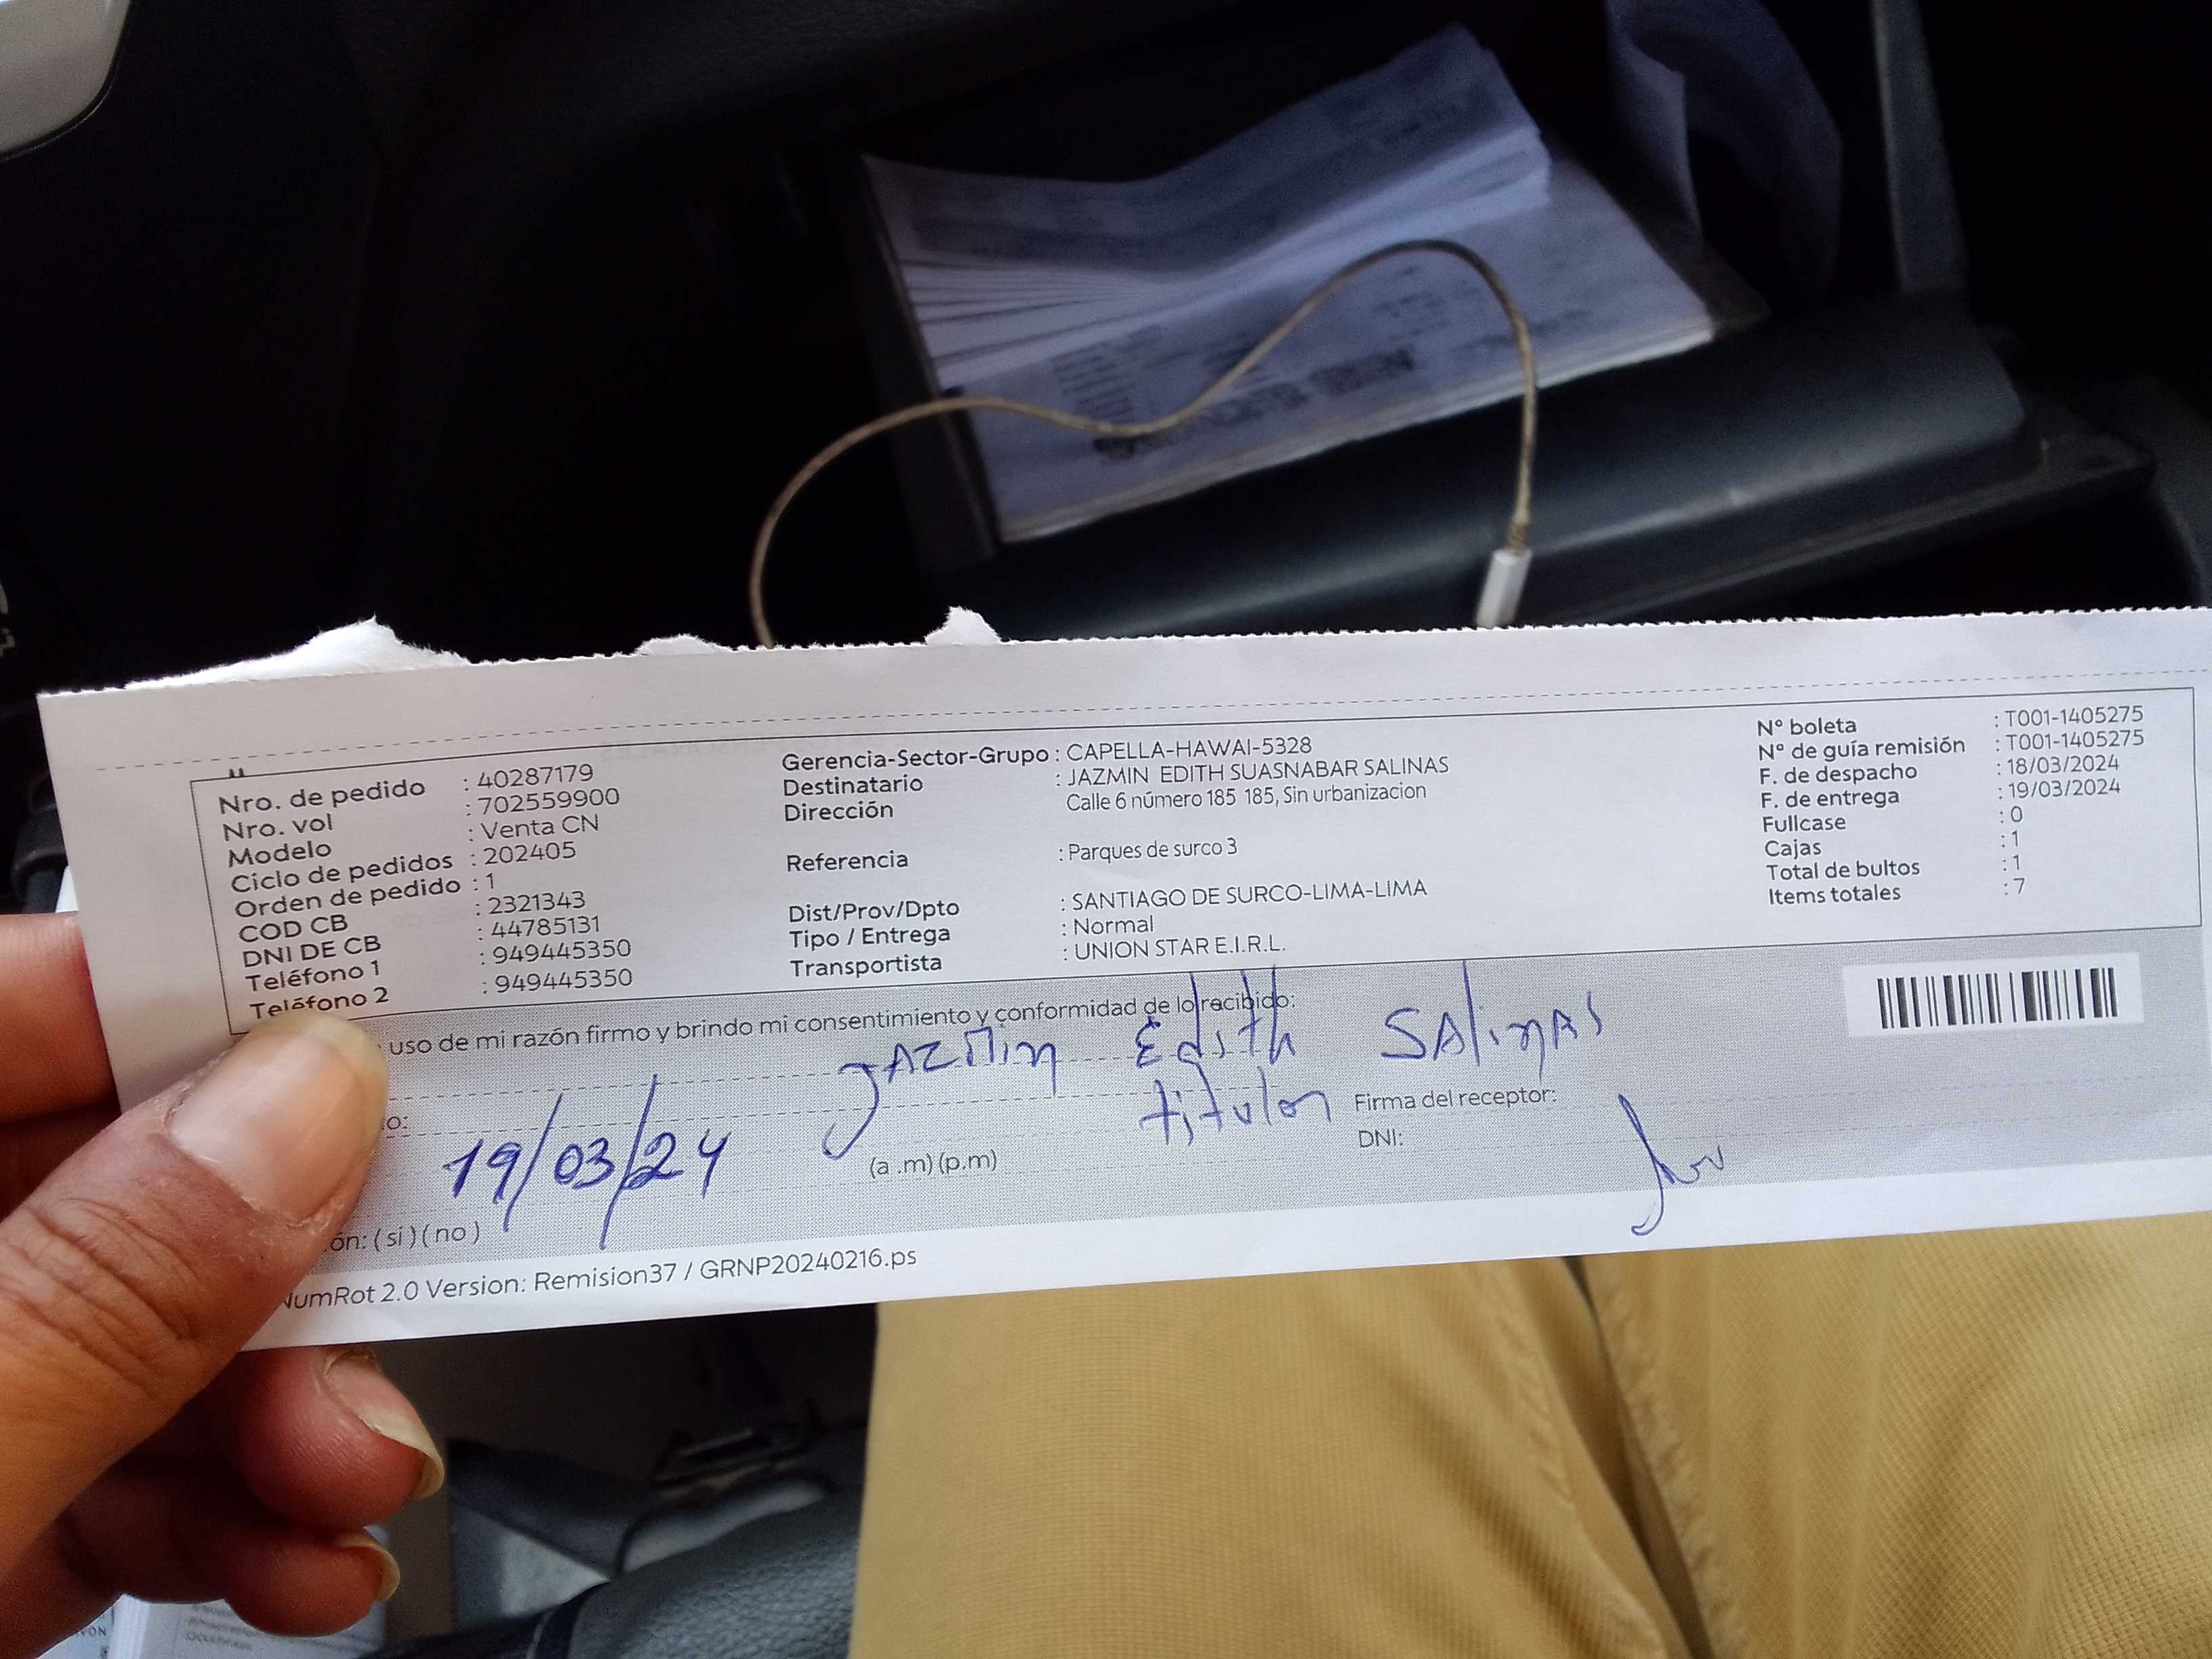 Nro. de pedido : 40287179
Nro. vol : 702559900
Modelo : Venta CN
Ciclo de pedidos : 202405
Orden de pedido : 1
COD CB : 2321343
DNI DE CB : 44785131
Teléfono 1 : 949445350
Teléfono 2 : 949445350
Gerencia-Sector-Grupo : CAPELLA-HAWAI-5328
Destinatario : JAZMIN EDITH SUASNABAR SALINAS
Dirección Calle 6 número 185 185, Sin urbanizacion
Referencia : Parques de surco 3
Dist/Prov/Dpto : SANTIAGO DE SURCO-LIMA-LIMA
Tipo / Entrega : Normal
Transportista : UNION STAR E.I.R.L.
N° boleta : T001-1405275
N° de guía remisión : T001-1405275
F. de despacho : 18/03/2024
F. de entrega : 19/03/2024
Fullcase : 0
Cajas : 1
Total de bultos : 1
Items totales : 7
uso de mi razón firmo y brindo mi consentimiento y conformidad de lo recibido:
JAZMin Edith SAlinAs
o: titular Firma del receptor:
19/03/24 (a .m) (p.m) DNI:
ón: ( si ) ( no )
NumRot 2.0 Version: Remision37 / GRNP20240216.ps